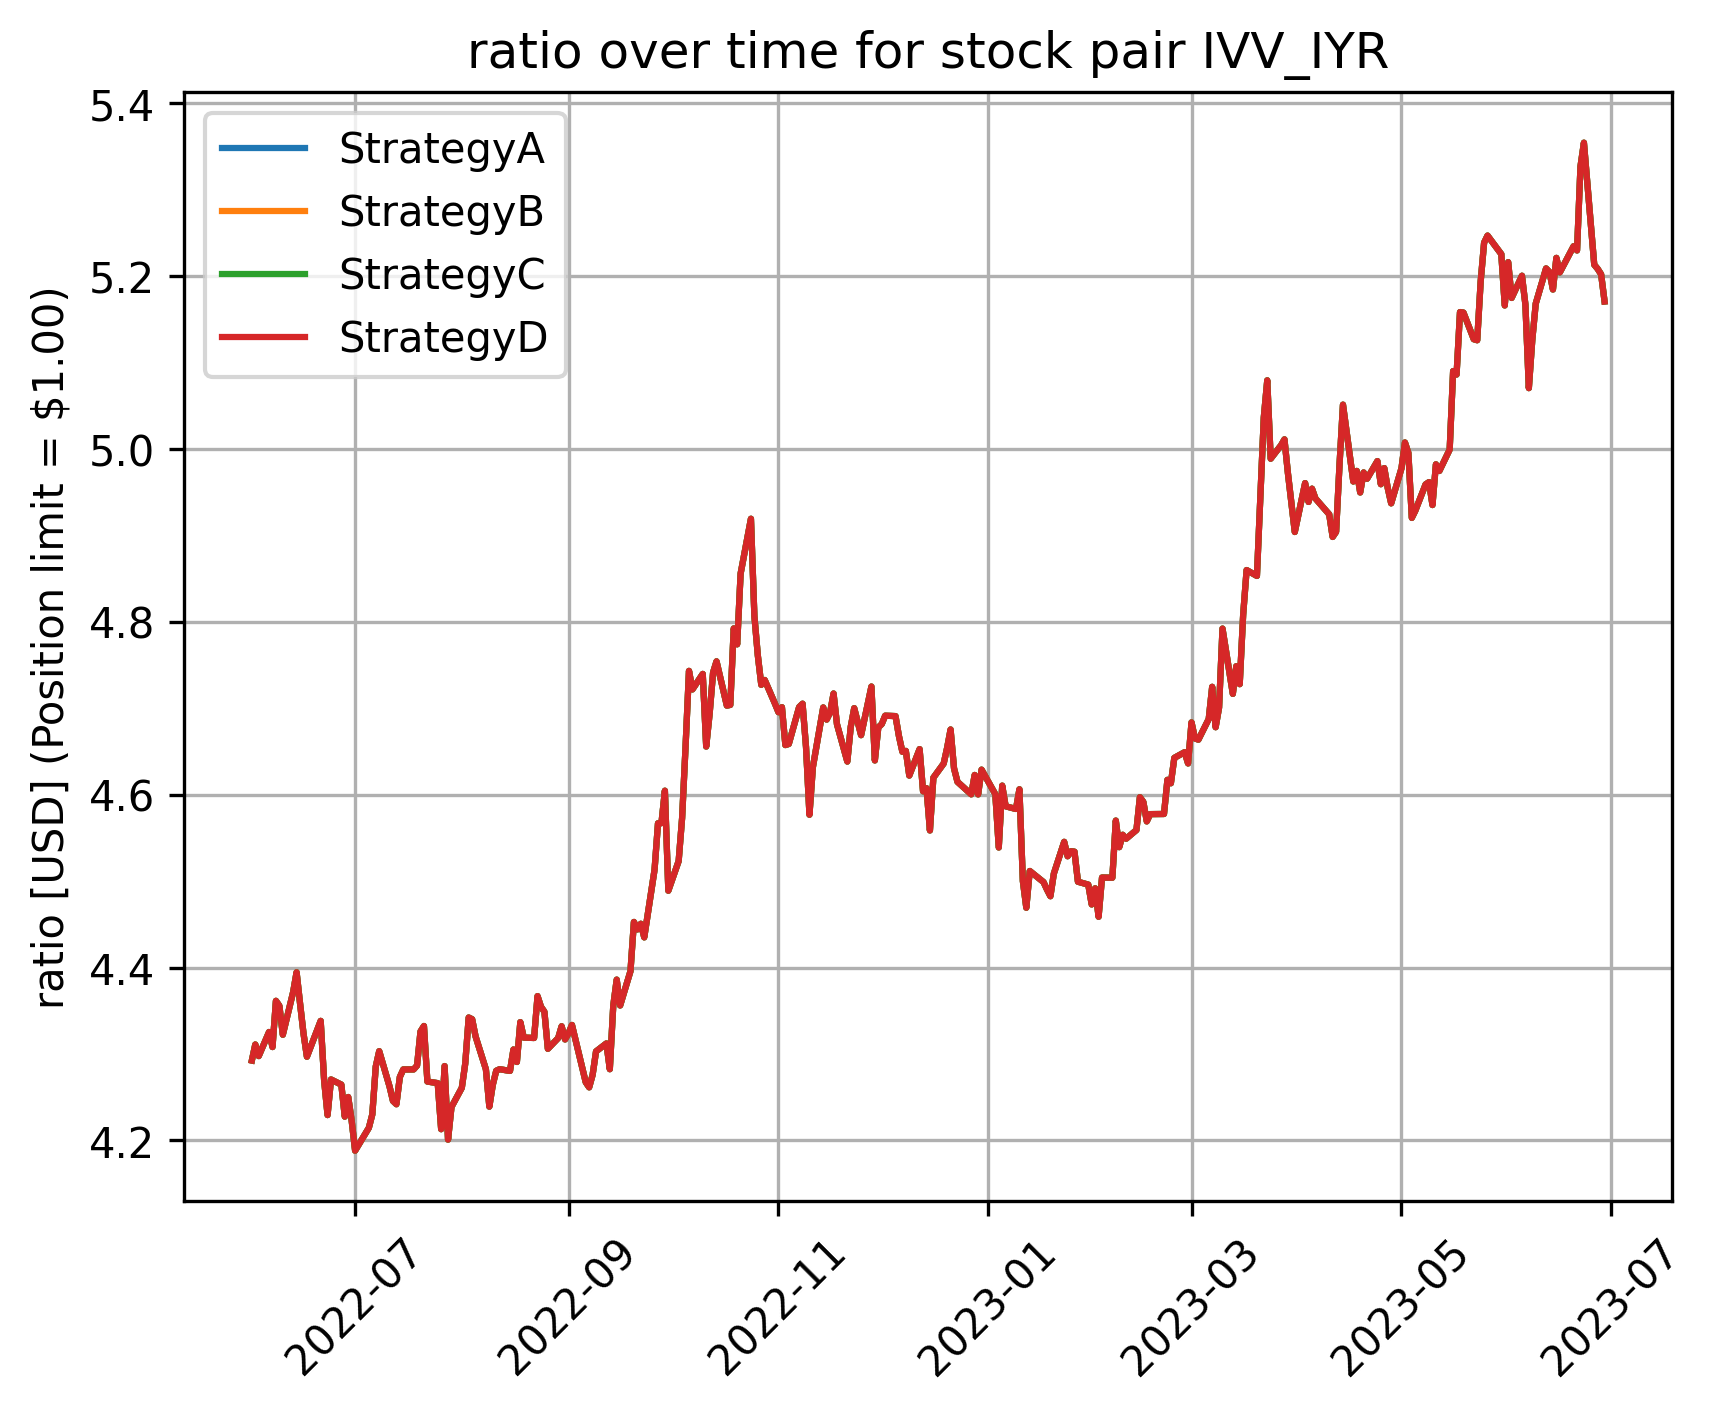 ratio over time for stock pair IVV_IYR
5.4
5.2
5.0
4.8
4.6
4.4
4.2
ratio [USD] (Position limit = $1.00)
StrategyA
StrategyB
StrategyC
StrategyD
2022-07
2022-09
2022-11
2023-01
2023-03
2023-05
2023-07